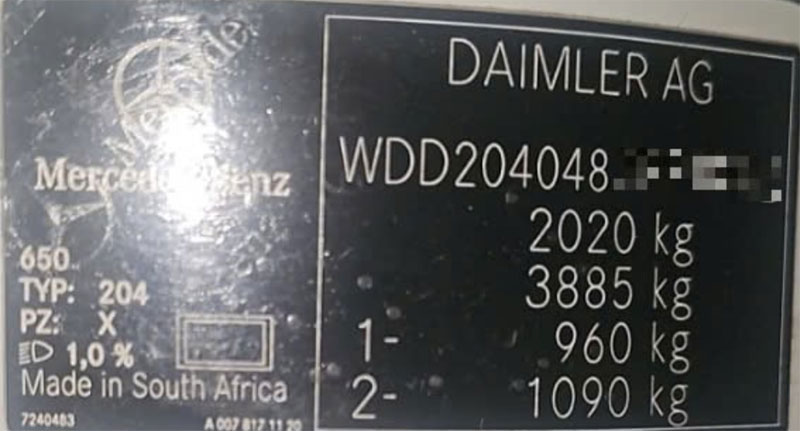 DAIMLER AG
WDD204048
2020 kg
3885 kg
1- 960 kg
2- 1090 kg
Mercedes-Benz
650
TYP: 204
PZ: X
1,0 %
Made in South Africa
7240483
A 007 817 11 20